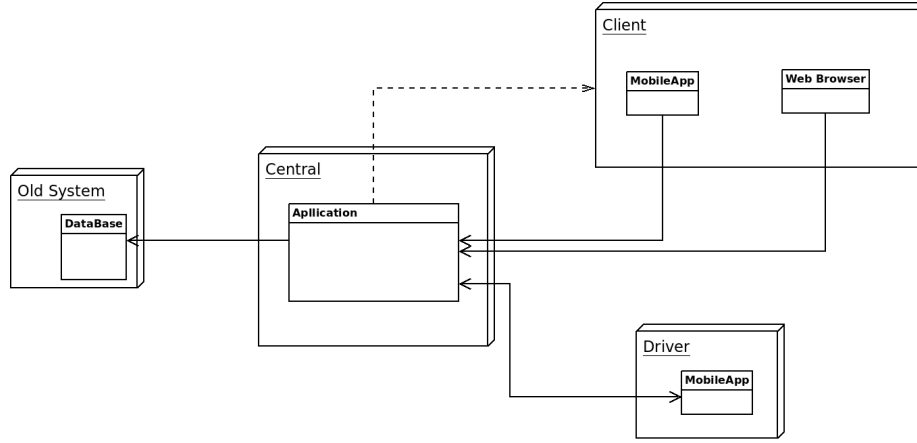 Client
MobileApp
Web Browser
Central
Apllication
Old System
DataBase
Driver
MobileApp